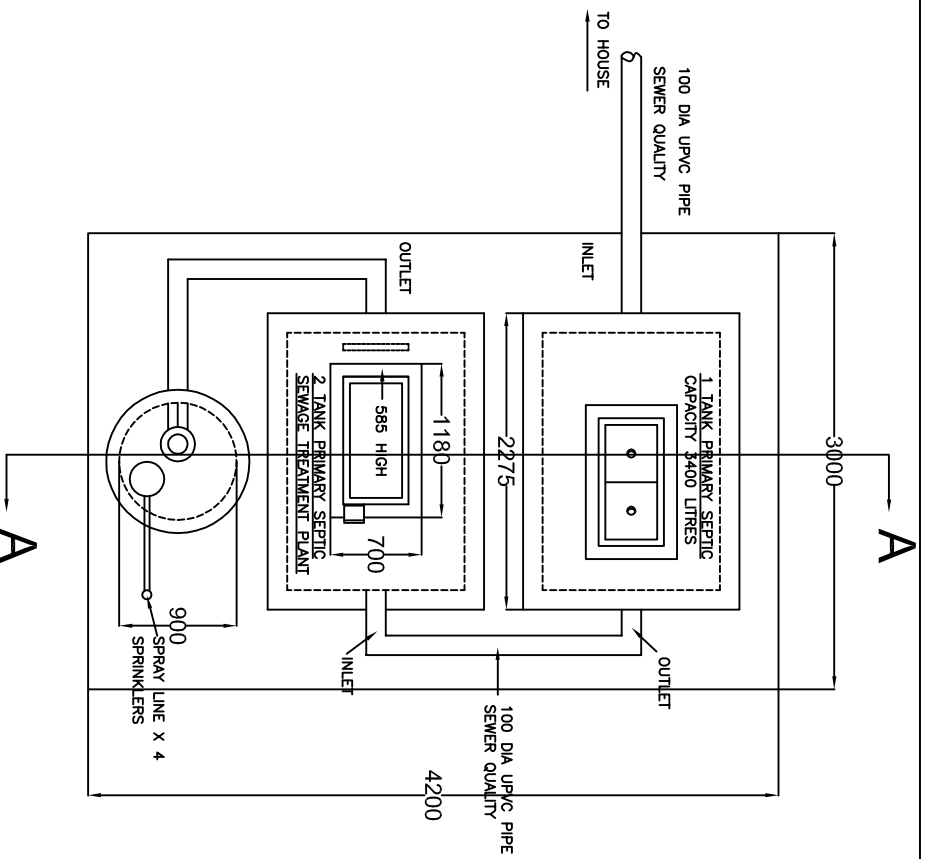 TO HOUSE
100 DIA UPVC PIPE
SEWER QUALITY
INLET
OUTLET
1 TANK PRIMARY SEPTIC
CAPACITY 3400 LITRES
3000
A
2275
1180
585 HIGH
700
2 TANK PRIMARY SEPTIC
SEWAGE TREATMENT PLANT
OUTLET
INLET
100 DIA UPVC PIPE
SEWER QUALITY
900
SPRAY LINE X 4
SPRINKLERS
4200
A